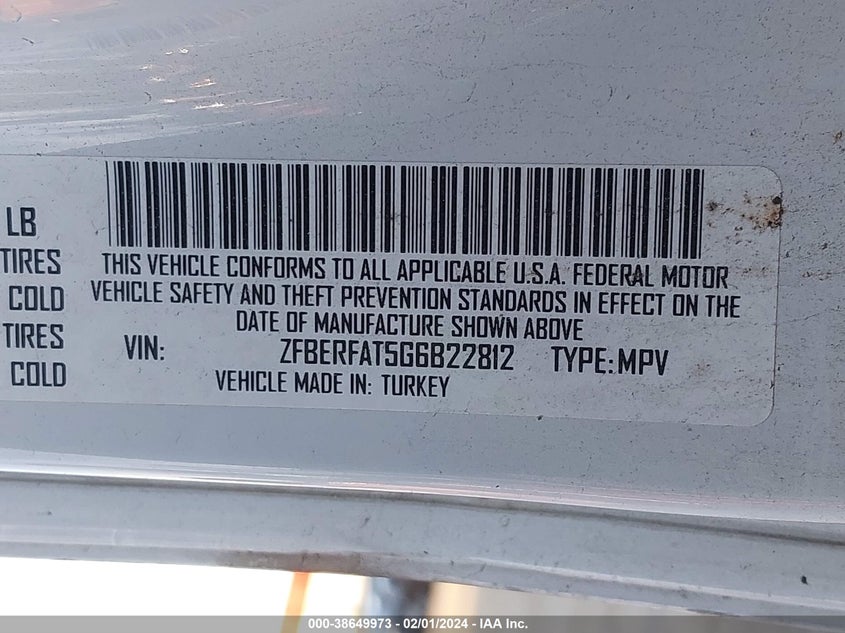 LB
TIRES
COLD
TIRES
COLD
THIS VEHICLE CONFORMS TO ALL APPLICABLE U.S.A. FEDERAL MOTOR
VEHICLE SAFETY AND THEFT PREVENTION STANDARDS IN EFFECT ON THE
DATE OF MANUFACTURE SHOWN ABOVE
VIN: ZFBERFAT5G6B22812 TYPE: MPV
VEHICLE MADE IN: TURKEY
000-38649973 - 02/01/2024 - IAA Inc.